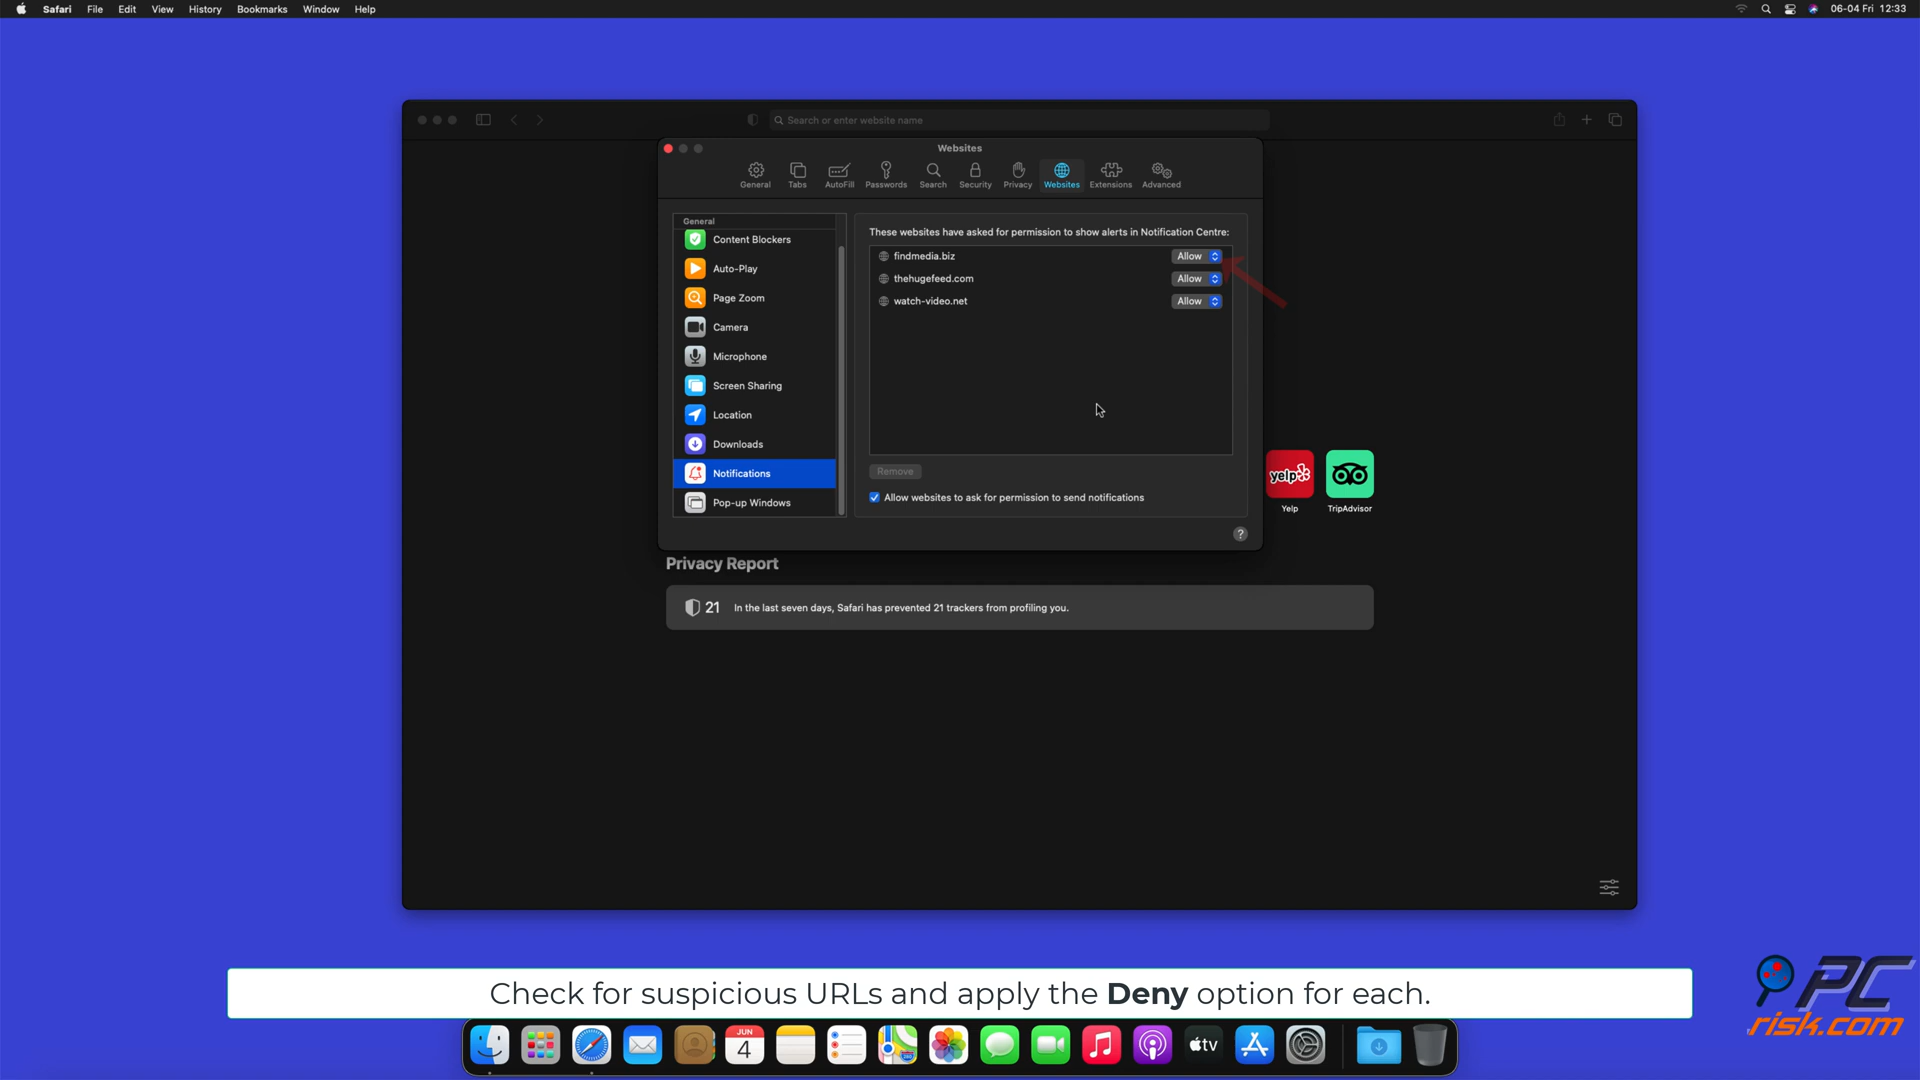 Safari File Edit View History Bookmarks Window Help
06-04 Fri 12:33
Search or enter website name
Websites
General Tabs AutoFill Passwords Search Security Privacy Websites Extensions Advanced
General
Content Blockers
Auto-Play
Page Zoom
Camera
Microphone
Screen Sharing
Location
Downloads
Notifications
Pop-up Windows
These websites have asked for permission to show alerts in Notification Centre:
findmedia.biz Allow
thehugefeed.com Allow
watch-video.net Allow
Remove
Allow websites to ask for permission to send notifications
?
yelp
Yelp
TripAdvisor
Privacy Report
21 In the last seven days, Safari has prevented 21 trackers from profiling you.
Check for suspicious URLs and apply the Deny option for each.
PC
risk.com
JUN
4
tv